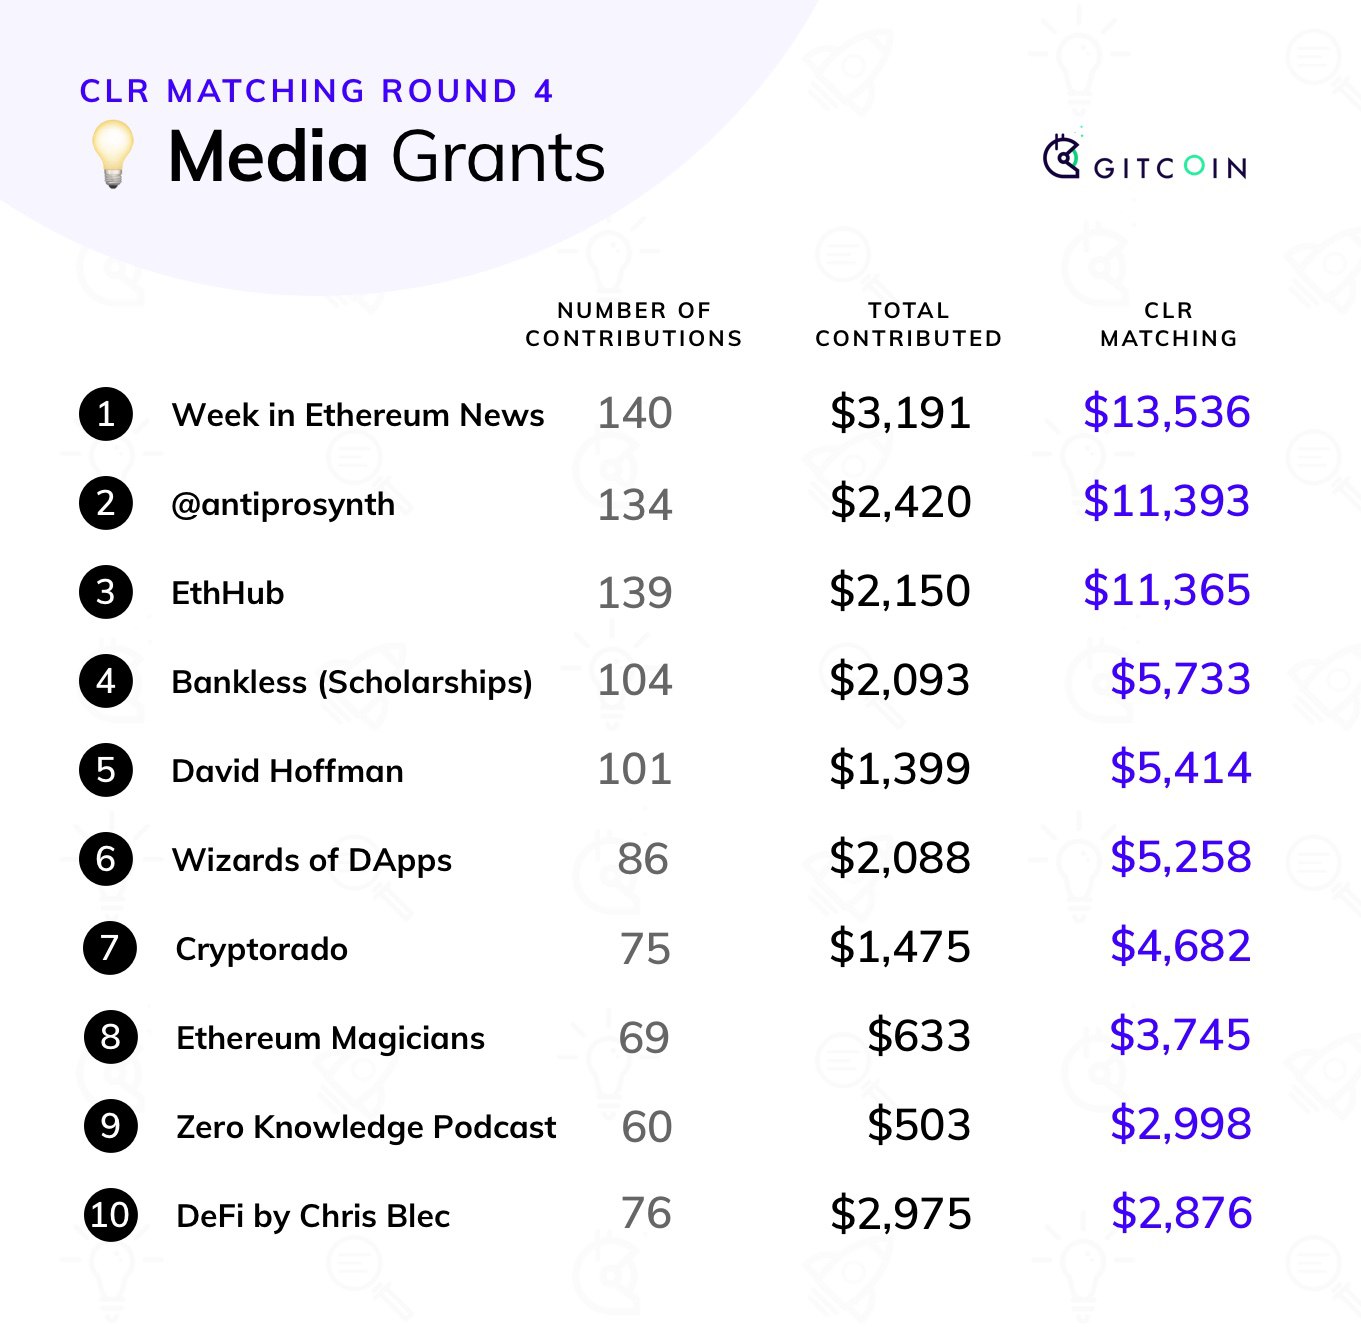 CLR MATCHING ROUND 4
Media Grants
GITCOIN
NUMBER OF CONTRIBUTIONS TOTAL CONTRIBUTED CLR MATCHING
1 Week in Ethereum News 140 $3,191 $13,536
2 @antiprosynth 134 $2,420 $11,393
3 EthHub 139 $2,150 $11,365
4 Bankless (Scholarships) 104 $2,093 $5,733
5 David Hoffman 101 $1,399 $5,414
6 Wizards of DApps 86 $2,088 $5,258
7 Cryptorado 75 $1,475 $4,682
8 Ethereum Magicians 69 $633 $3,745
9 Zero Knowledge Podcast 60 $503 $2,998
10 DeFi by Chris Blec 76 $2,975 $2,876